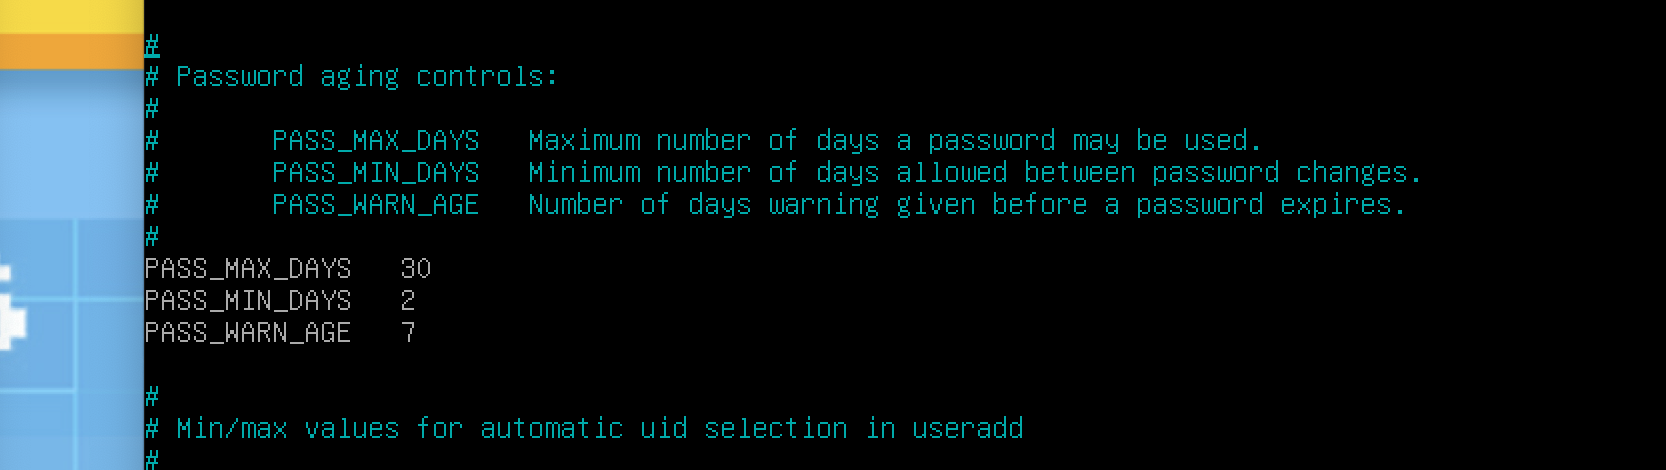 #
# Password aging controls:
#
#       PASS_MAX_DAYS   Maximum number of days a password may be used.
#       PASS_MIN_DAYS   Minimum number of days allowed between password changes.
#       PASS_WARN_AGE   Number of days warning given before a password expires.
#
PASS_MAX_DAYS   30
PASS_MIN_DAYS   2
PASS_WARN_AGE   7

#
# Min/max values for automatic uid selection in useradd
#